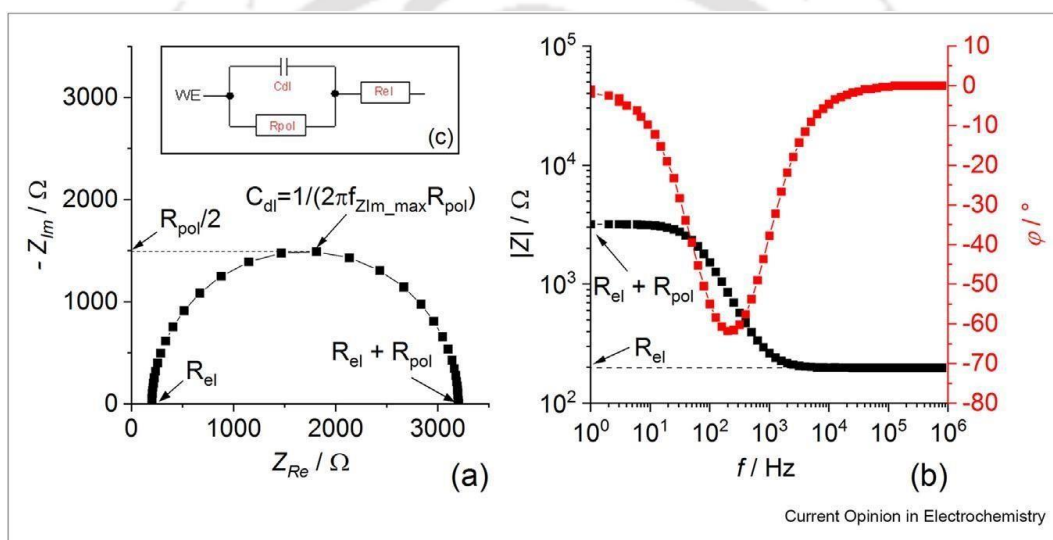 3000
2000
1000
0
- Z_Im / Ω
R_pol/2
WE
Cdl
Rpol
Rel
(c)
C_dl=1/(2πf_ZIm_max R_pol)
R_el
R_el + R_pol
0 1000 2000 3000
Z_Re / Ω
(a)
10^5
10^4
10^3
10^2
|Z| / Ω
R_el + R_pol
R_el
0
-10
-20
-30
-40
-50
-60
-70
-80
φ / °
10^0 10^1 10^2 10^3 10^4 10^5 10^6
f / Hz
(b)
Current Opinion in Electrochemistry